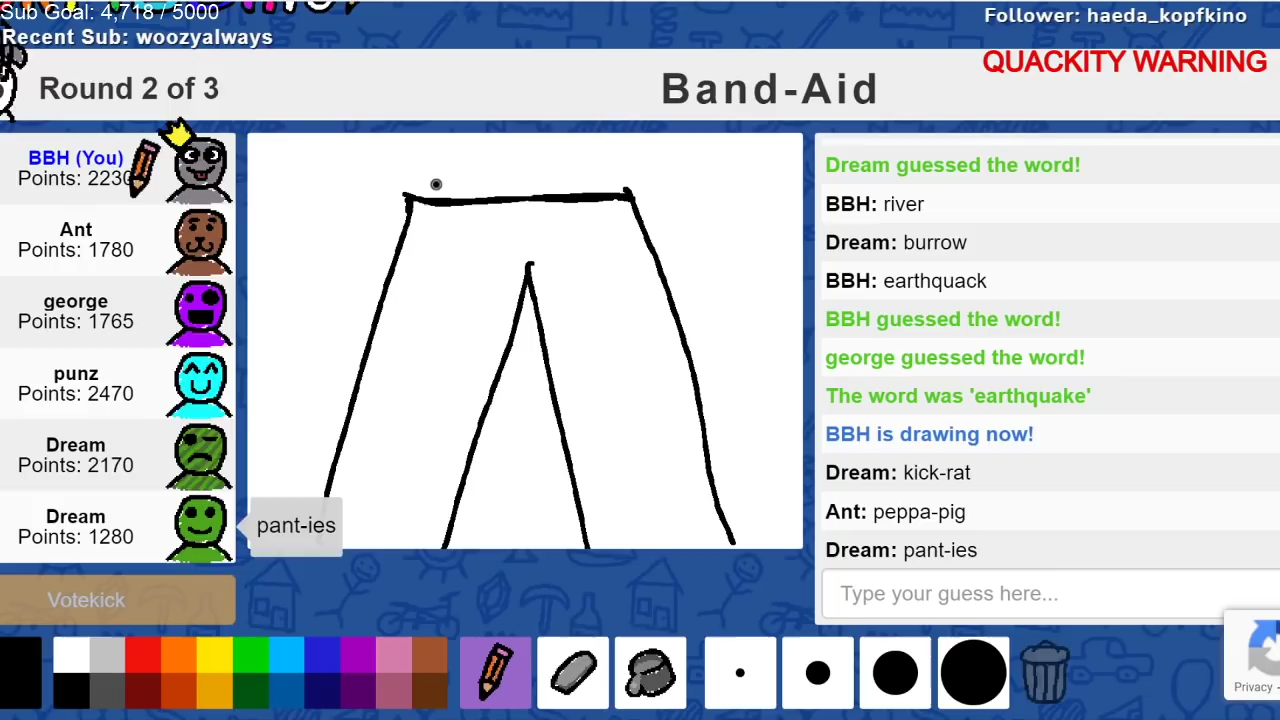 Sub Goal: 4,718 / 5000
Recent Sub: woozyalways
Follower: haeda_kopfkino
QUACKITY WARNING
Round 2 of 3
Band-Aid
BBH (You)
Points: 2230
Ant
Points: 1780
george
Points: 1765
punz
Points: 2470
Dream
Points: 2170
Dream
Points: 1280
pant-ies
Votekick
Dream guessed the word!
BBH: river
Dream: burrow
BBH: earthquack
BBH guessed the word!
george guessed the word!
The word was 'earthquake'
BBH is drawing now!
Dream: kick-rat
Ant: peppa-pig
Dream: pant-ies
Type your guess here...
Privacy -